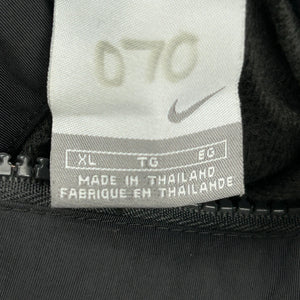 070
XL TG EG
MADE IN THAILAND
FABRIQUE EN THAILANDE